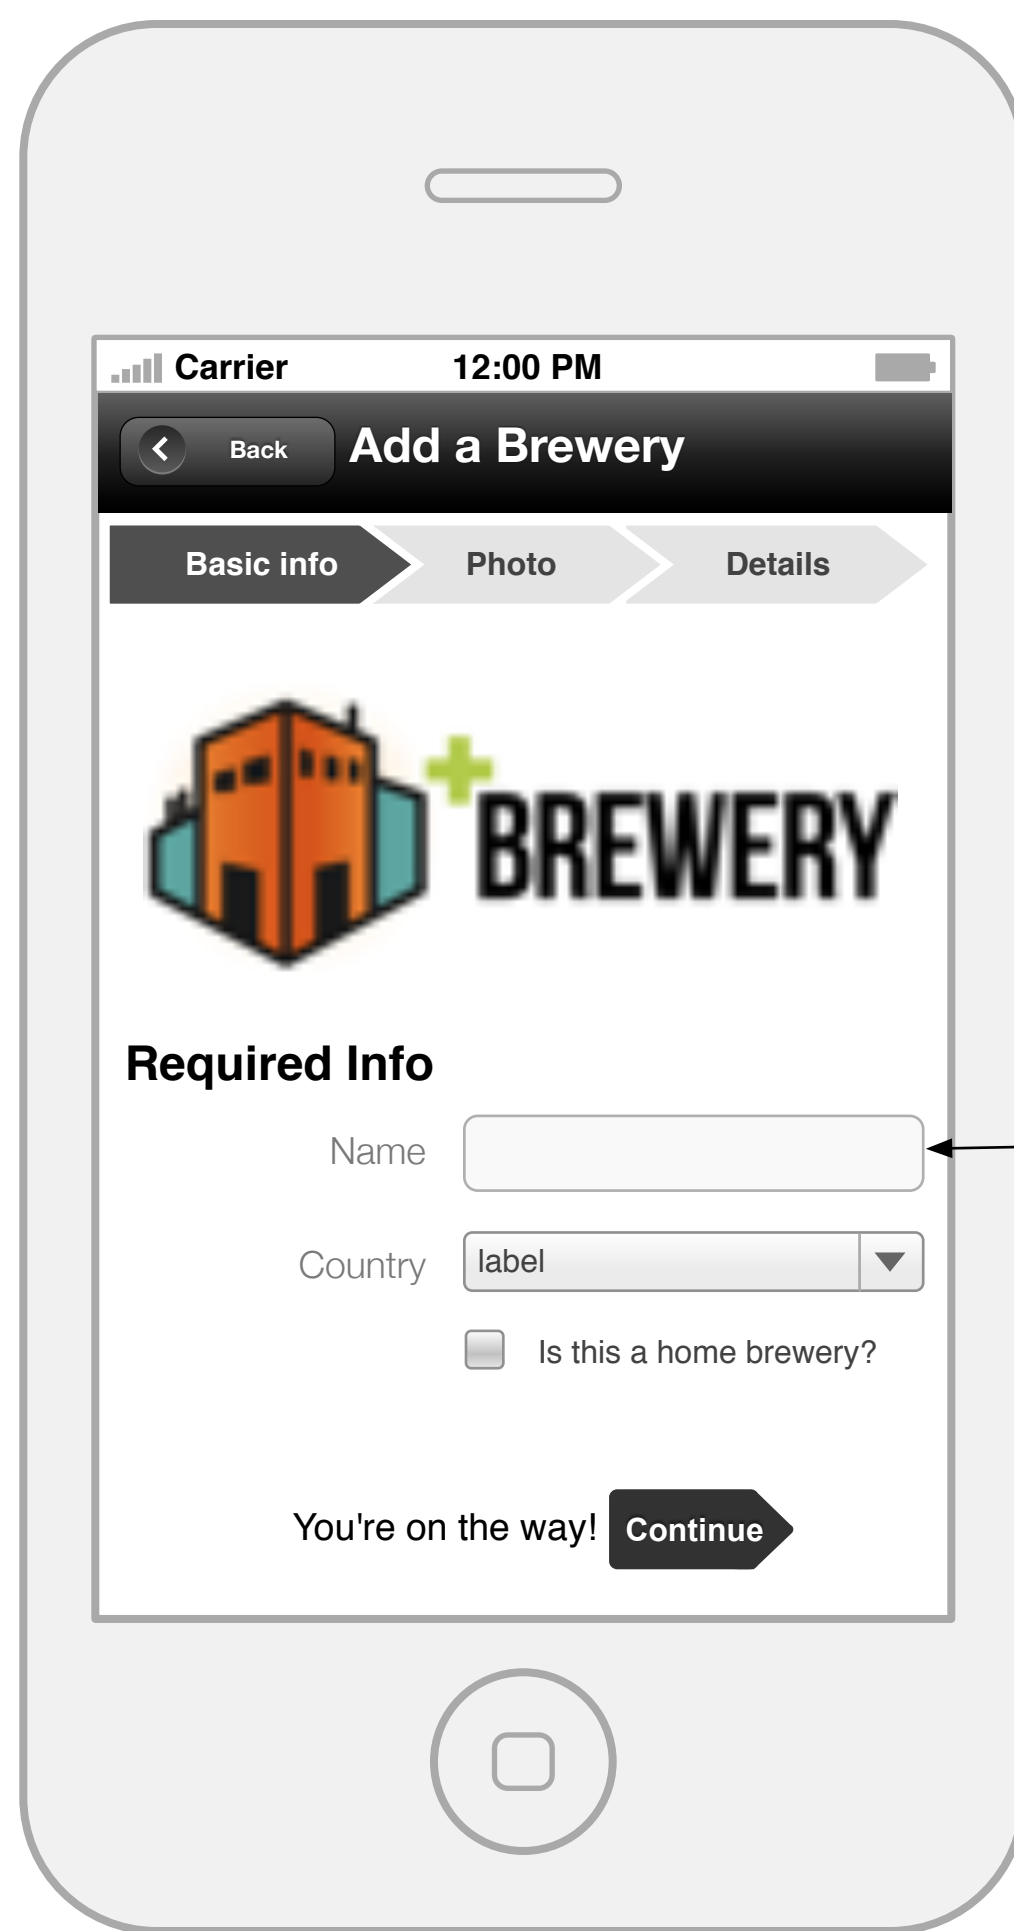 Carrier 12:00 PM
Back Add a Brewery
Basic info Photo Details
BREWERY
Required Info
Name
Country label
Is this a home brewery?
You're on the way! Continue